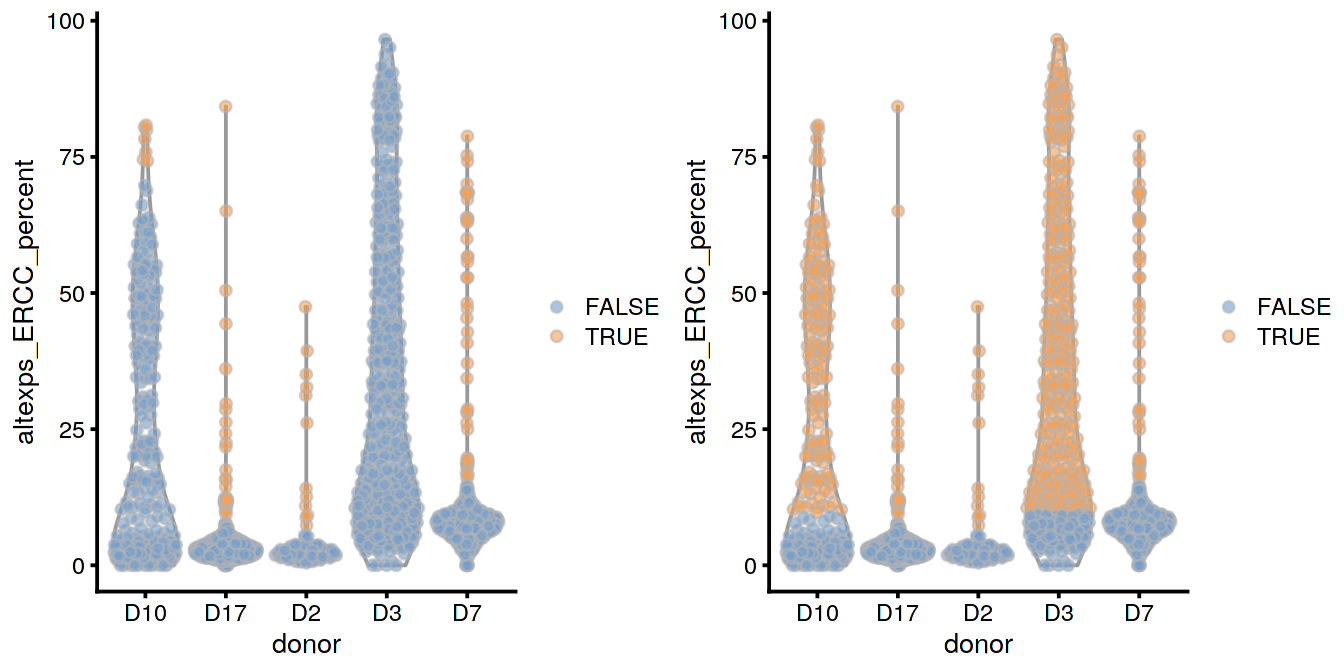 altexps_ERCC_percent
100
75
50
25
0
D10 D17 D2 D3 D7
donor
FALSE
TRUE
altexps_ERCC_percent
100
75
50
25
0
D10 D17 D2 D3 D7
donor
FALSE
TRUE